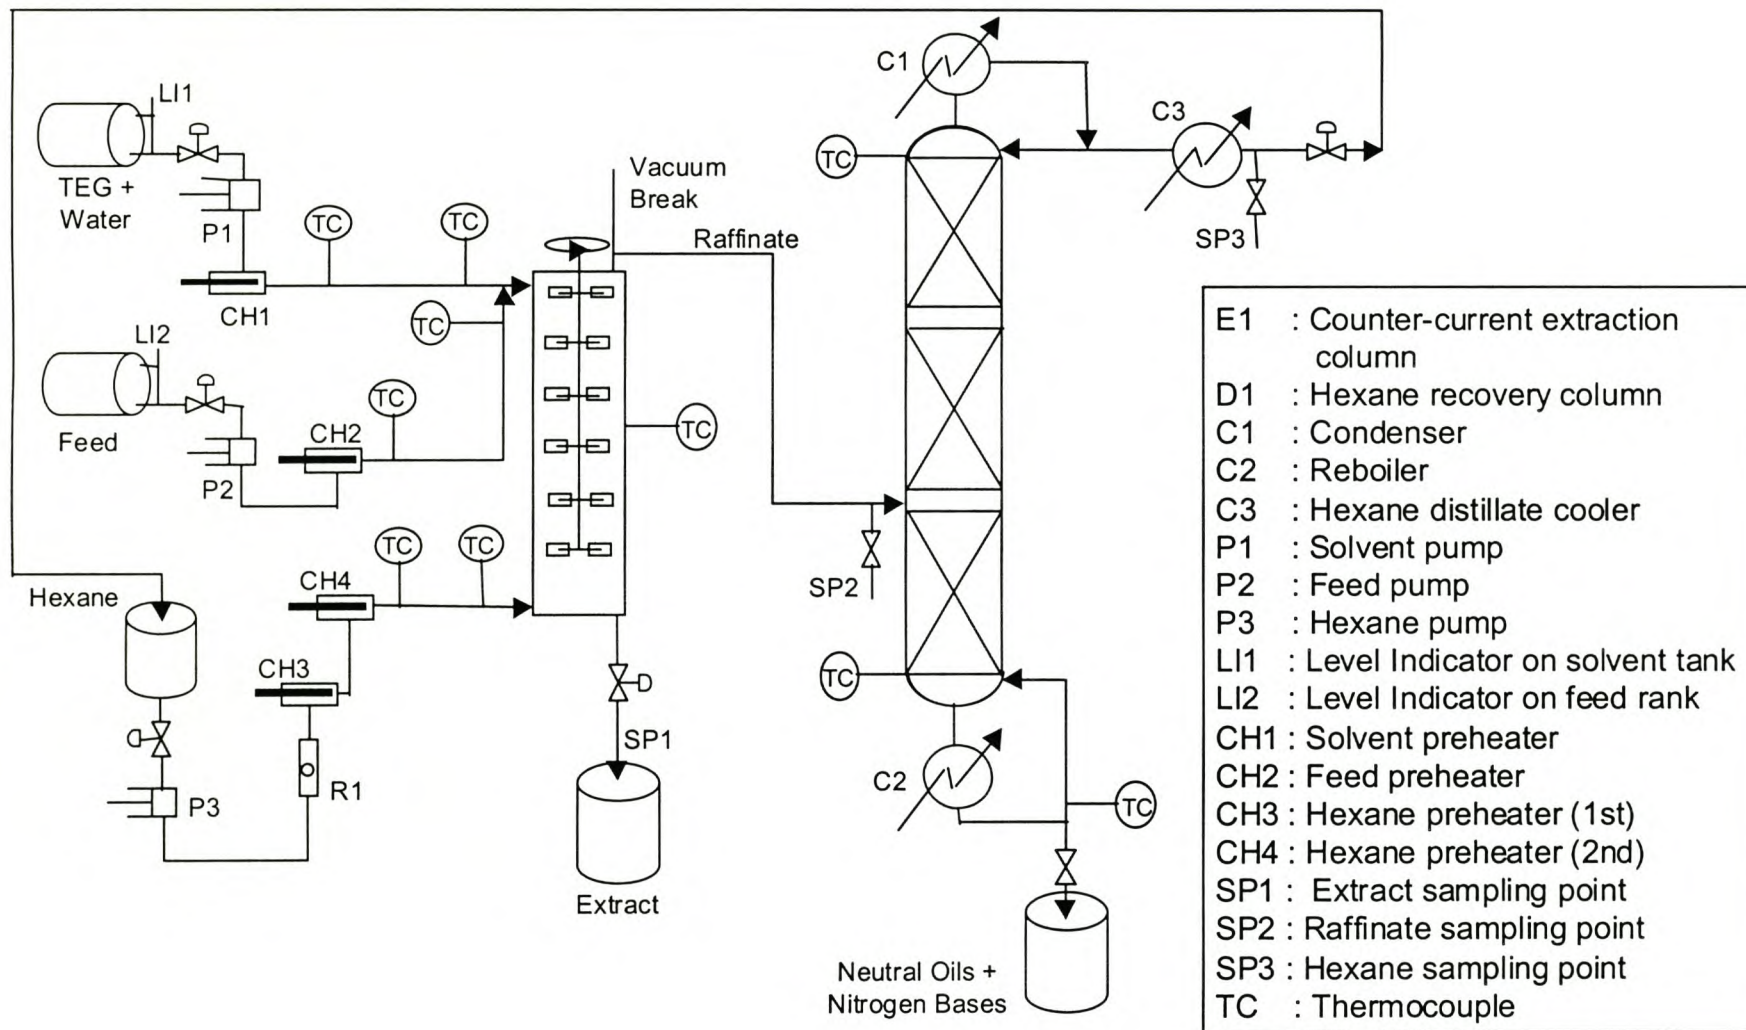 C1
LI1
C3
TC
TEG +
Water
Vacuum
Break
P1
TC
TC
Raffinate
SP3
CH1
TC
LI2
TC
Feed
CH2
TC
P2
TC
TC
SP2
Hexane
CH4
CH3
TC
SP1
C2
R1
P3
TC
Extract
Neutral Oils +
Nitrogen Bases
E1 : Counter-current extraction
column
D1 : Hexane recovery column
C1 : Condenser
C2 : Reboiler
C3 : Hexane distillate cooler
P1 : Solvent pump
P2 : Feed pump
P3 : Hexane pump
LI1 : Level Indicator on solvent tank
LI2 : Level Indicator on feed rank
CH1 : Solvent preheater
CH2 : Feed preheater
CH3 : Hexane preheater (1st)
CH4 : Hexane preheater (2nd)
SP1 : Extract sampling point
SP2 : Raffinate sampling point
SP3 : Hexane sampling point
TC : Thermocouple